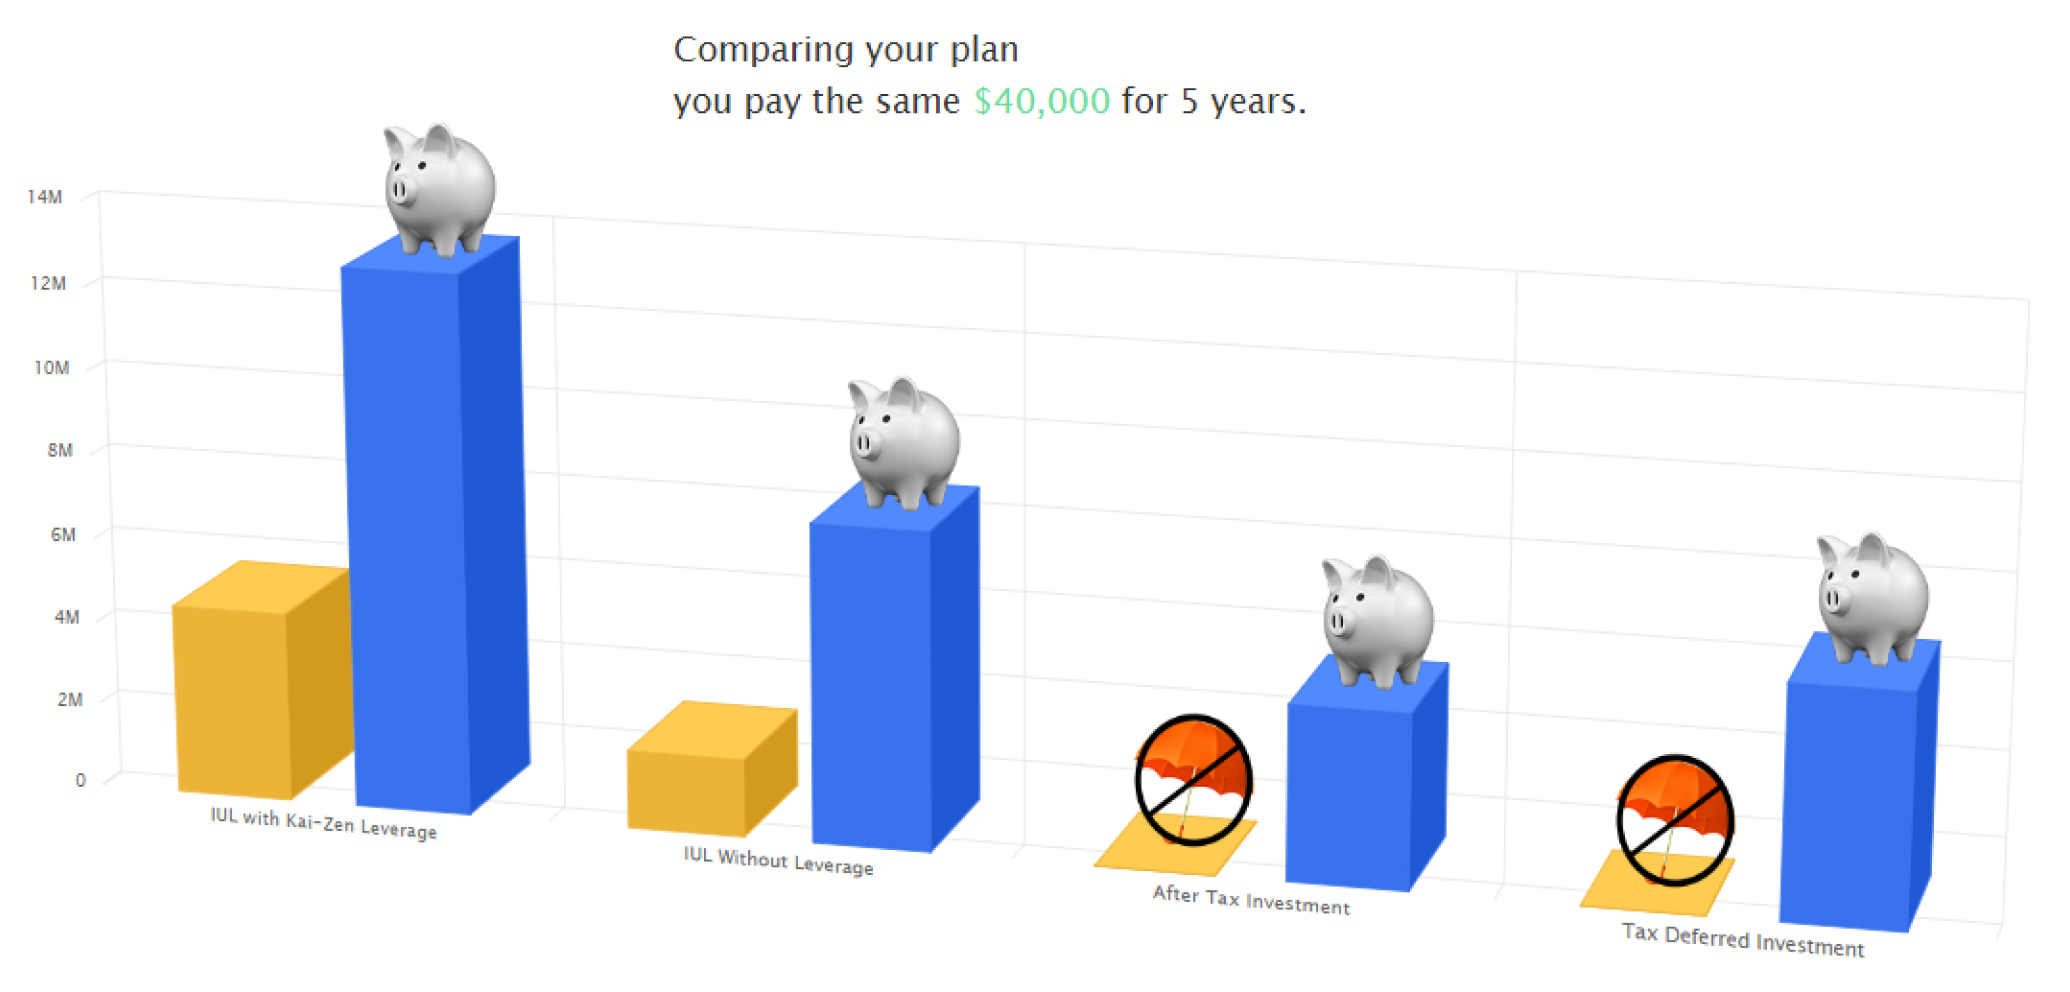 Comparing your plan
you pay the same $40,000 for 5 years.
14M
12M
10M
8M
6M
4M
2M
0
IUL with Kai-Zen Leverage
IUL Without Leverage
After Tax Investment
Tax Deferred Investment